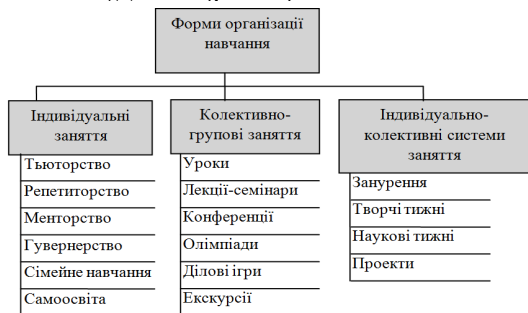 Форми організації
навчання
Індивідуальні
заняття
Тьюторство
Репетиторство
Менторство
Гувернерство
Сімейне навчання
Самоосвіта
Колективно-
групові заняття
Уроки
Лекції-семінари
Конференції
Олімпіади
Ділові ігри
Екскурсії
Індивідуально-
колективні системи
заняття
Занурення
Творчі тижні
Наукові тижні
Проекти